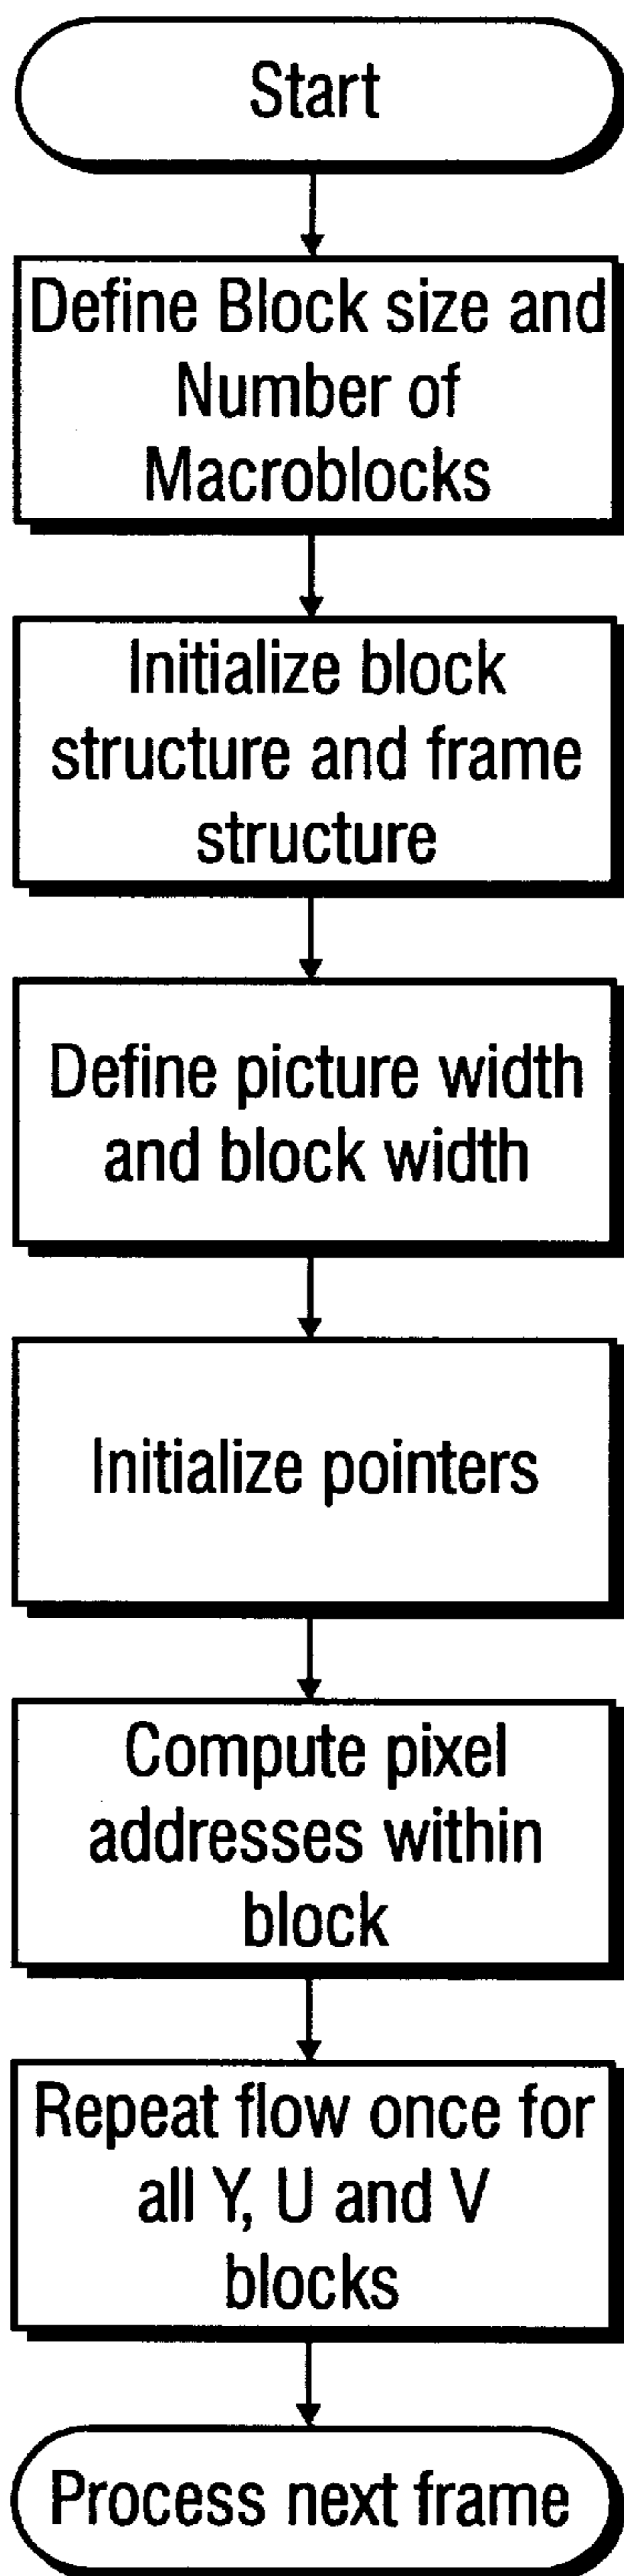 Start
Define Block size and
Number of
Macroblocks
Initialize block
structure and frame
structure
Define picture width
and block width
Initialize pointers
Compute pixel
addresses within
block
Repeat flow once for
all Y, U and V
blocks
Process next frame